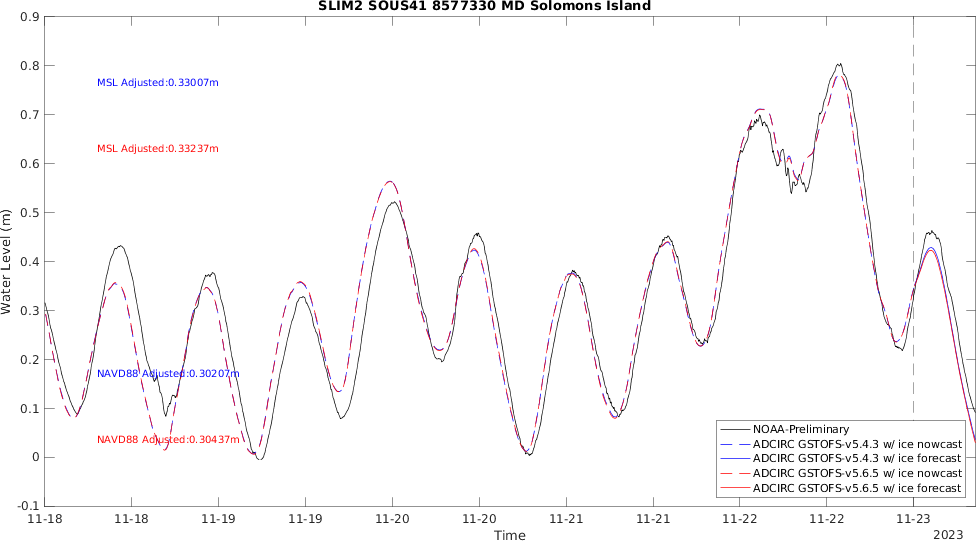 SLIM2 SOUS41 8577330 MD Solomons Island
0.9
0.8
0.7
0.6
0.5
0.4
0.3
0.2
0.1
0
-0.1
Water Level (m)
MSL Adjusted:0.33007m
MSL Adjusted:0.33237m
NAVD88 Adjusted:0.30207m
NAVD88 Adjusted:0.30437m
NOAA-Preliminary
ADCIRC GSTOFS-v5.4.3 w/ ice nowcast
ADCIRC GSTOFS-v5.4.3 w/ ice forecast
ADCIRC GSTOFS-v5.6.5 w/ ice nowcast
ADCIRC GSTOFS-v5.6.5 w/ ice forecast
11-18 11-18 11-19 11-19 11-20 11-20 11-21 11-21 11-22 11-22 11-23
Time
2023